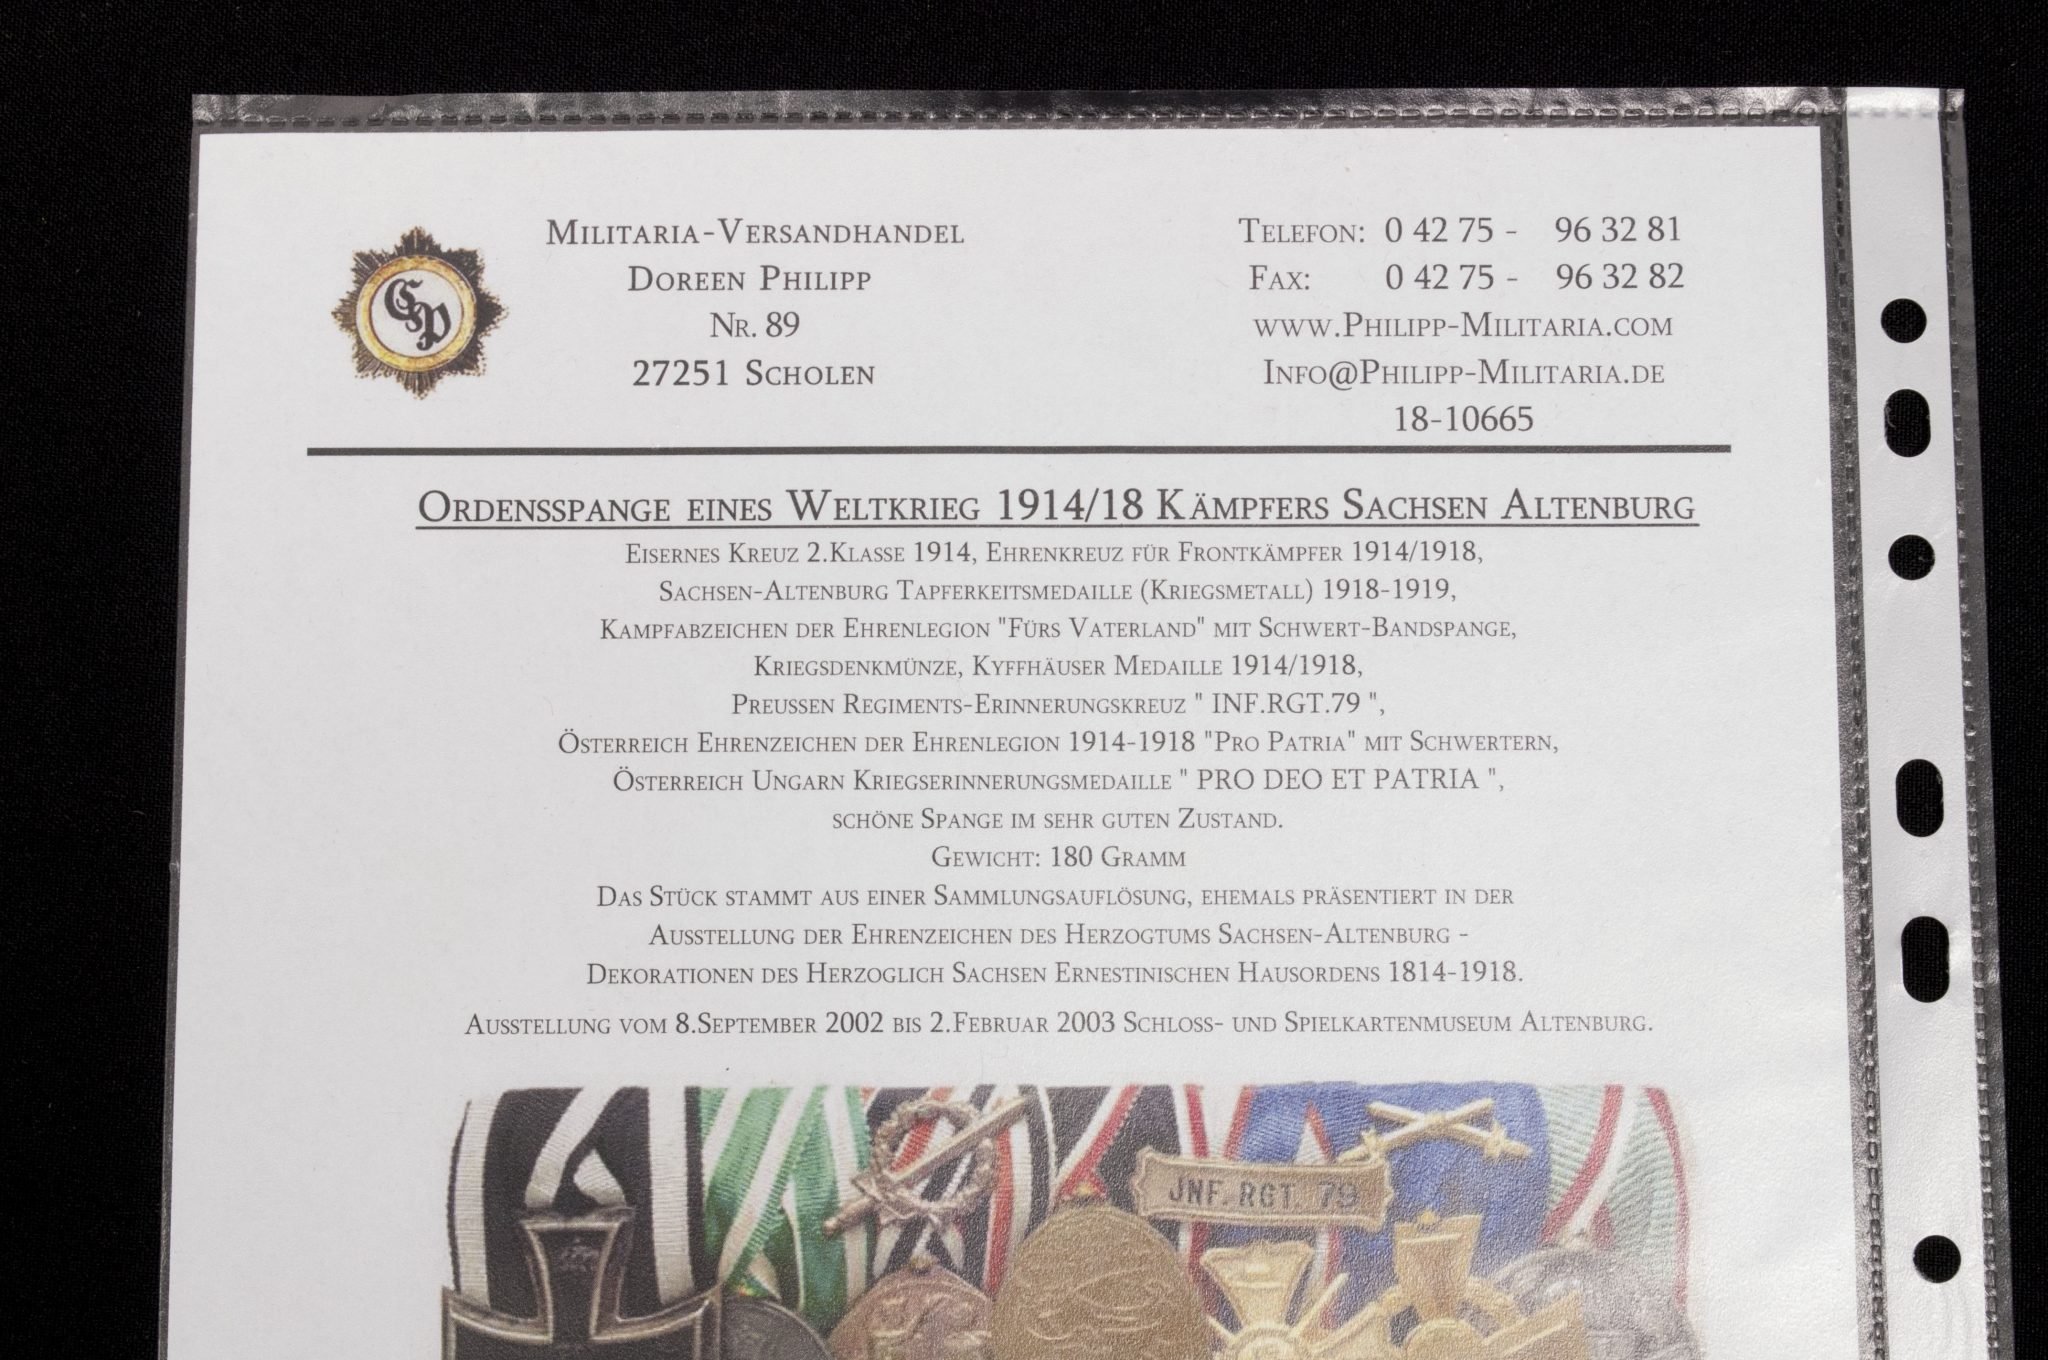 GP
Militaria-Versandhandel
Doreen Philipp
Nr. 89
27251 Scholen
Telefon: 0 42 75 - 96 32 81
Fax: 0 42 75 - 96 32 82
www.Philipp-Militaria.com
Info@Philipp-Militaria.de
18-10665
Ordensspange eines Weltkrieg 1914/18 Kämpfers Sachsen Altenburg
Eisernes Kreuz 2.Klasse 1914, Ehrenkreuz für Frontkämpfer 1914/1918,
Sachsen-Altenburg Tapferkeitsmedaille (Kriegsmetall) 1918-1919,
Kampfabzeichen der Ehrenlegion "Fürs Vaterland" mit Schwert-Bandspange,
Kriegsdenkmünze, Kyffhäuser Medaille 1914/1918,
Preussen Regiments-Erinnerungskreuz " INF.RGT.79 ",
Österreich Ehrenzeichen der Ehrenlegion 1914-1918 "Pro Patria" mit Schwertern,
Österreich Ungarn Kriegserinnerungsmedaille " PRO DEO ET PATRIA ",
schöne Spange im sehr guten Zustand.
Gewicht: 180 Gramm
Das Stück stammt aus einer Sammlungsauflösung, ehemals präsentiert in der
Ausstellung der Ehrenzeichen des Herzogtums Sachsen-Altenburg -
Dekorationen des Herzoglich Sachsen Ernestinischen Hausordens 1814-1918.
Ausstellung vom 8.September 2002 bis 2.Februar 2003 Schloss- und Spielkartenmuseum Altenburg.
JNF. RGT. 79